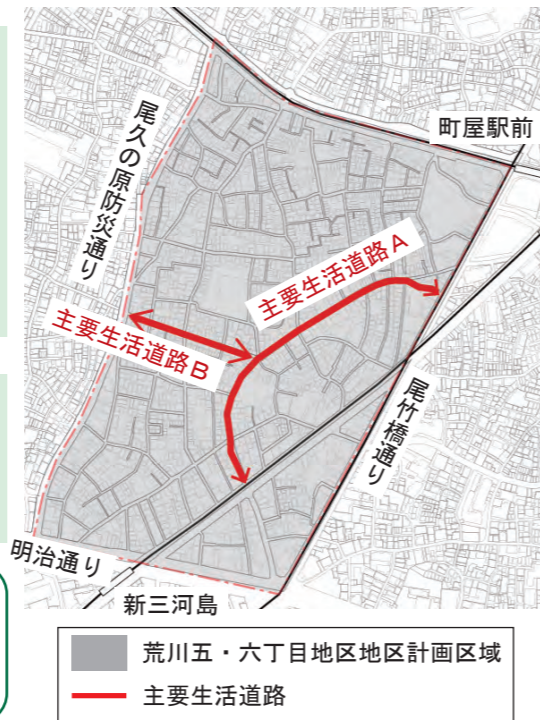 町屋駅前
尾久の原防災通り
主要生活道路A
主要生活道路B
尾竹橋通り
明治通り
新三河島
荒川五・六丁目地区地区計画区域
主要生活道路